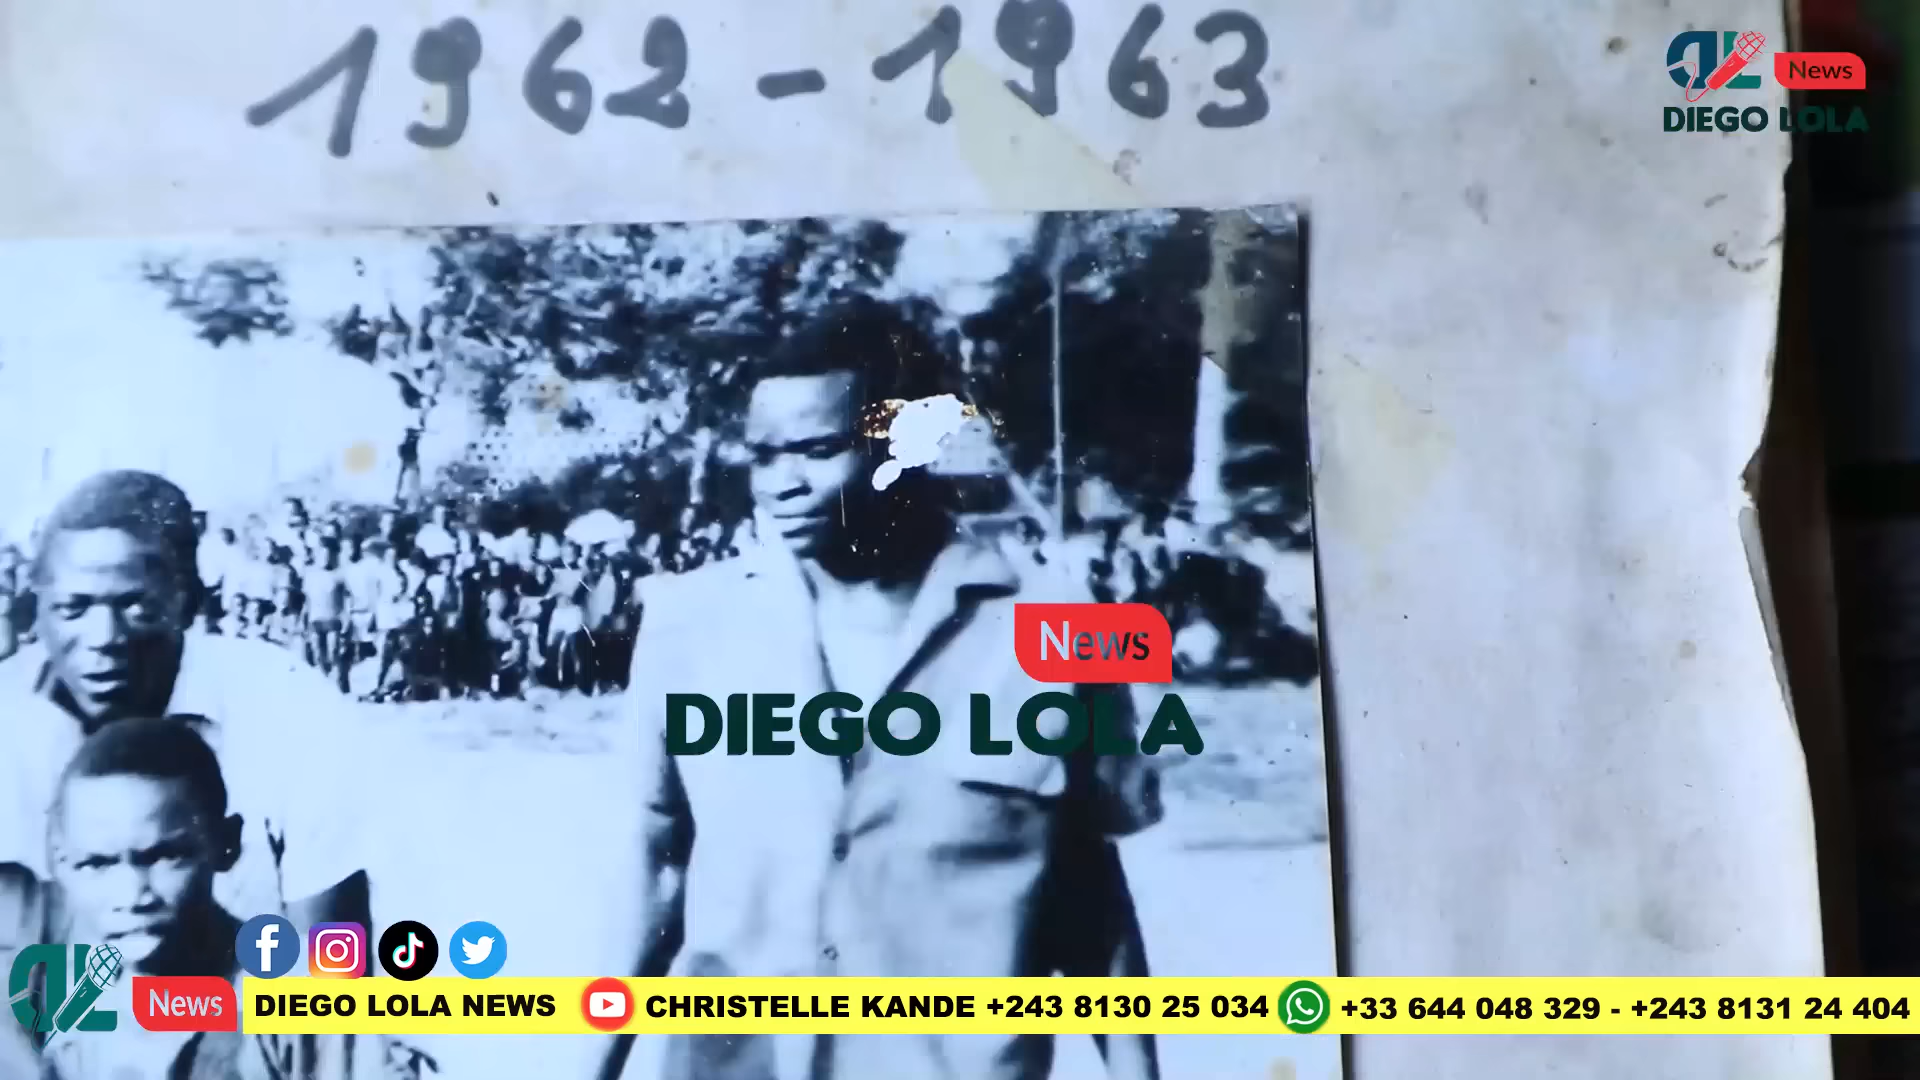 1962-1963
News
DIEGO LOLA
News
DIEGO LOLA
News
DIEGO LOLA NEWS
CHRISTELLE KANDE +243 8130 25 034
+33 644 048 329 - +243 8131 24 404